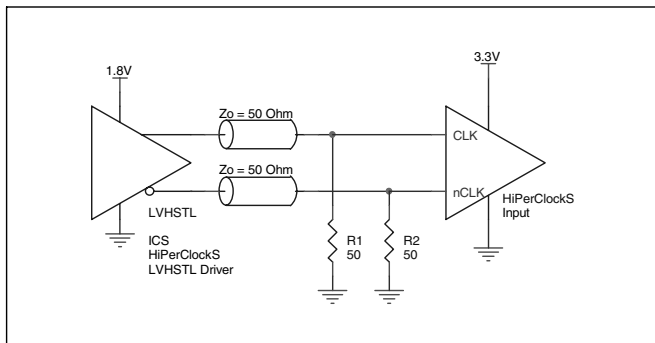 1.8V
3.3V
Zo = 50 Ohm
CLK
Zo = 50 Ohm
nCLK
HiPerClockS
Input
LVHSTL
ICS
HiPerClockS
LVHSTL Driver
R1
50
R2
50